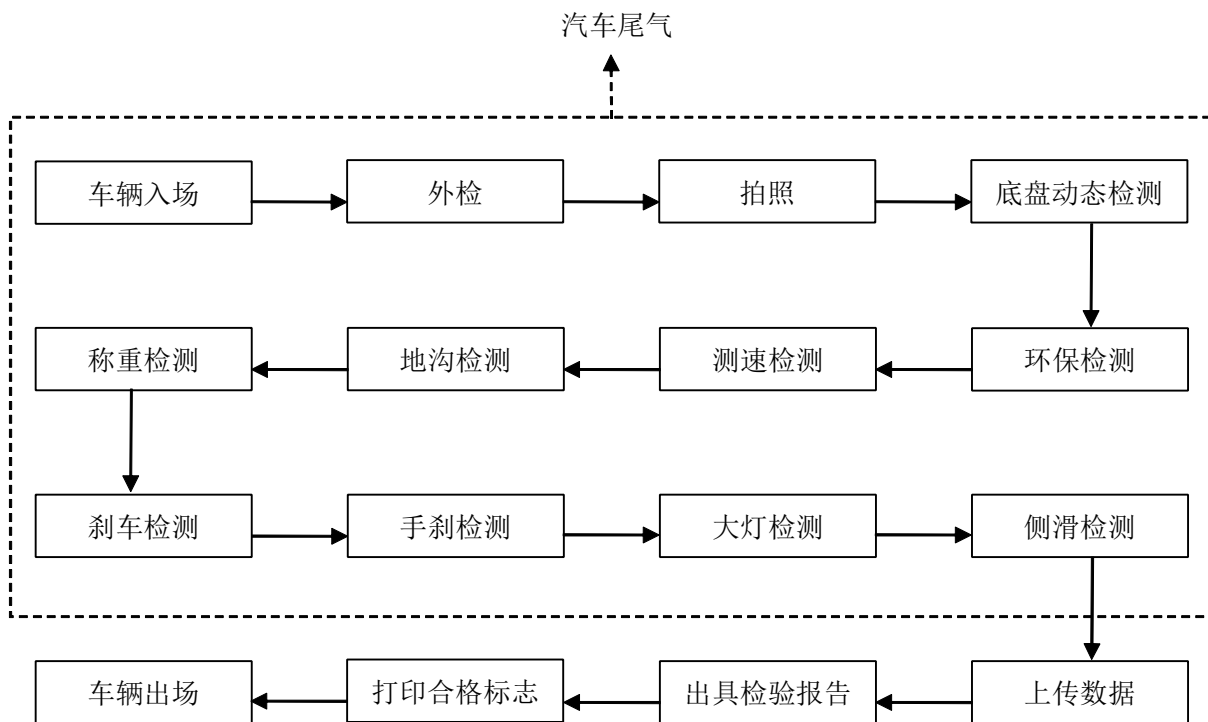 汽车尾气
车辆入场
外检
拍照
底盘动态检测
称重检测
地沟检测
测速检测
环保检测
刹车检测
手刹检测
大灯检测
侧滑检测
车辆出场
打印合格标志
出具检验报告
上传数据